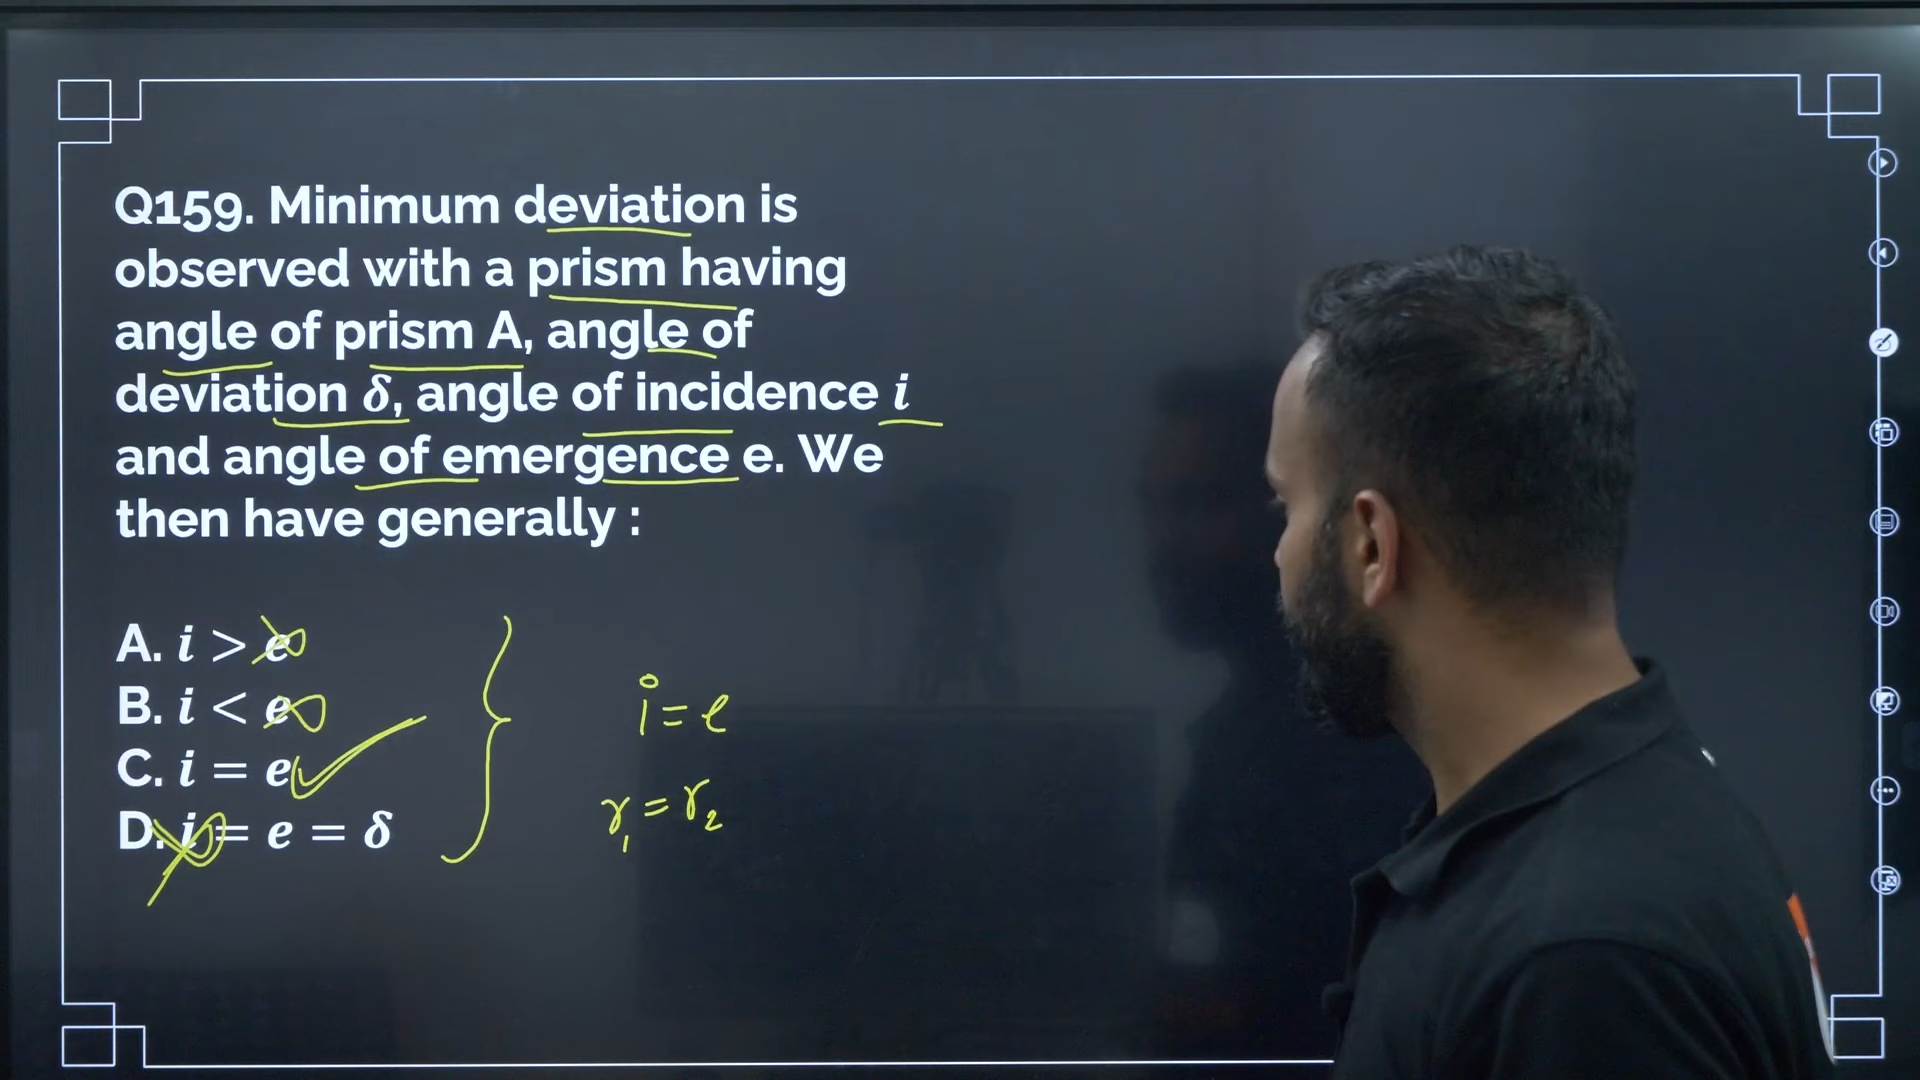 Q159. Minimum deviation is
observed with a prism having
angle of prism A, angle of
deviation δ, angle of incidence i
and angle of emergence e. We
then have generally :
A. i > e
B. i < e
C. i = e
D. i = e = δ
i = e
r₁ = r₂